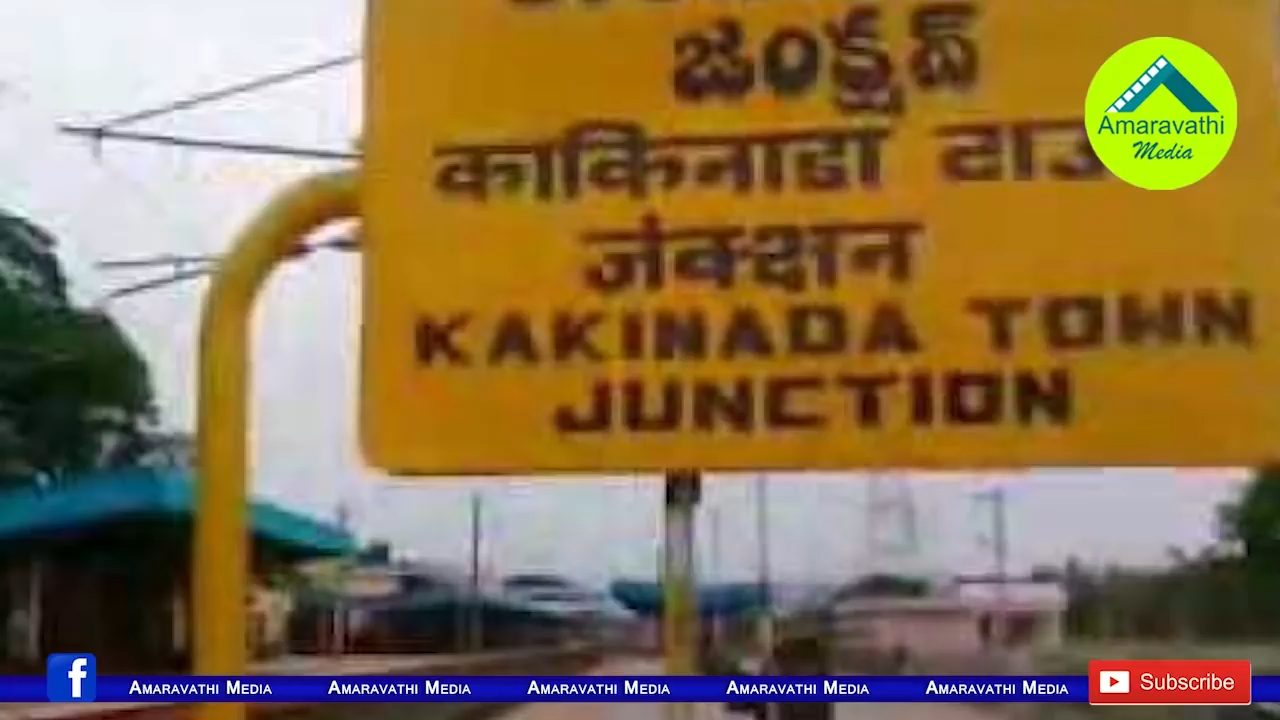 జంక్షన్
काकिनाडा
जंक्शन
KAKINADA TOWN
JUNCTION
Amaravathi
Media
AMARAVATHI MEDIA AMARAVATHI MEDIA AMARAVATHI MEDIA AMARAVATHI MEDIA AMARAVATHI MEDIA
Subscribe